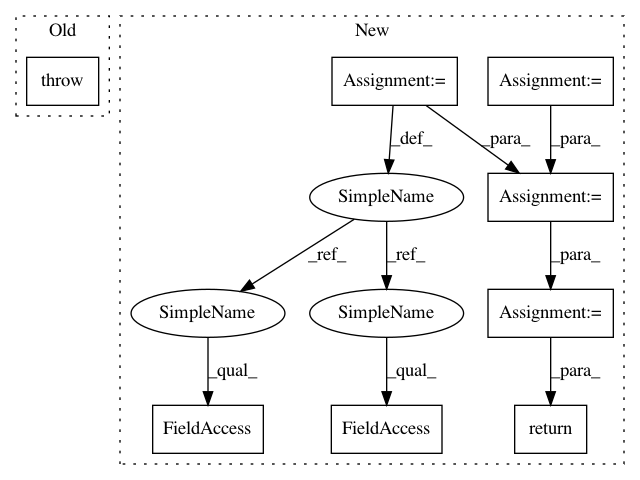 Old
New
throw
Assignment:=
Assignment:=
_def_
_para_
_para_
SimpleName
Assignment:=
_ref_
_ref_
_para_
SimpleName
SimpleName
Assignment:=
_qual_
_qual_
_para_
FieldAccess
FieldAccess
return